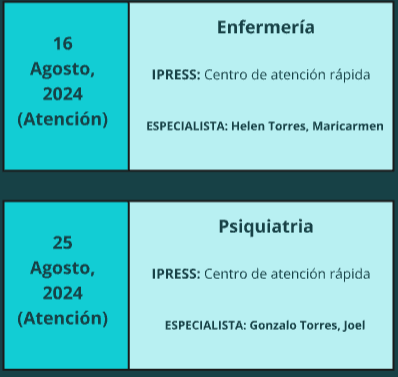 16
Agosto,
2024
(Atención)
Enfermería
IPRESS: Centro de atención rápida
ESPECIALISTA: Helen Torres, Maricarmen
25
Agosto,
2024
(Atención)
Psiquiatria
IPRESS: Centro de atención rápida
ESPECIALISTA: Gonzalo Torres, Joel